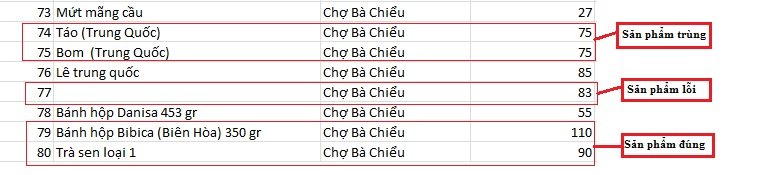 73 Mứt mãng cầu Chợ Bà Chiểu 27
74 Táo (Trung Quốc) Chợ Bà Chiểu 75
Sản phẩm trùng
75 Bom (Trung Quốc) Chợ Bà Chiểu 75
76 Lê trung quốc Chợ Bà Chiểu 85
77 Chợ Bà Chiểu 83
Sản phẩm lỗi
78 Bánh hộp Danisa 453 gr Chợ Bà Chiểu 55
79 Bánh hộp Bibica (Biên Hòa) 350 gr Chợ Bà Chiểu 110
Sản phẩm đúng
80 Trà sen loại 1 Chợ Bà Chiểu 90